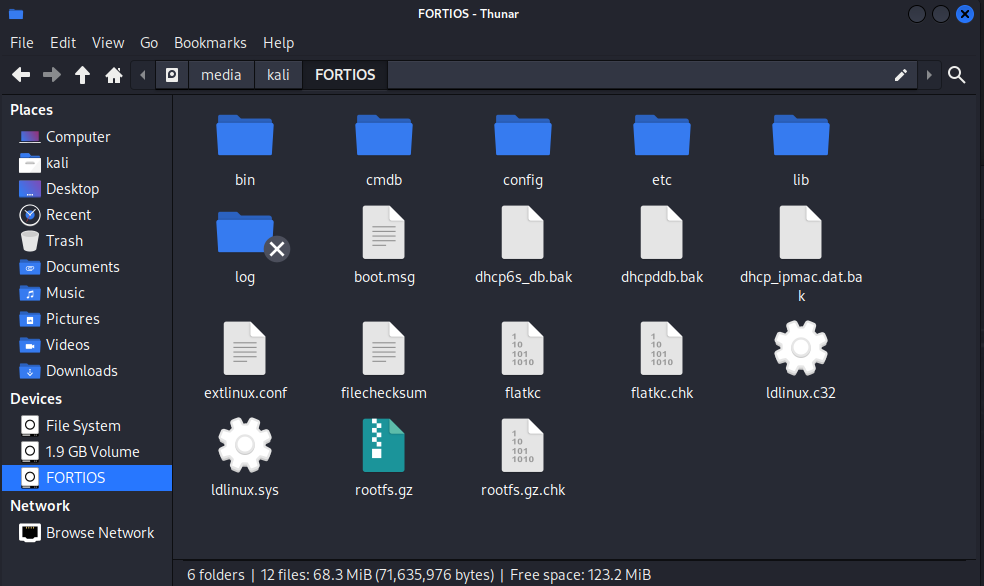 FORTIOS - Thunar
File Edit View Go Bookmarks Help
media kali FORTIOS
Places
Computer
kali
Desktop
Recent
Trash
Documents
Music
Pictures
Videos
Downloads
Devices
File System
1.9 GB Volume
FORTIOS
Network
Browse Network
bin cmdb config etc lib
log boot.msg dhcp6s_db.bak dhcpddb.bak dhcp_ipmac.dat.ba
k
extlinux.conf filechecksum flatkc flatkc.chk ldlinux.c32
ldlinux.sys rootfs.gz rootfs.gz.chk
6 folders | 12 files: 68.3 MiB (71,635,976 bytes) | Free space: 123.2 MiB